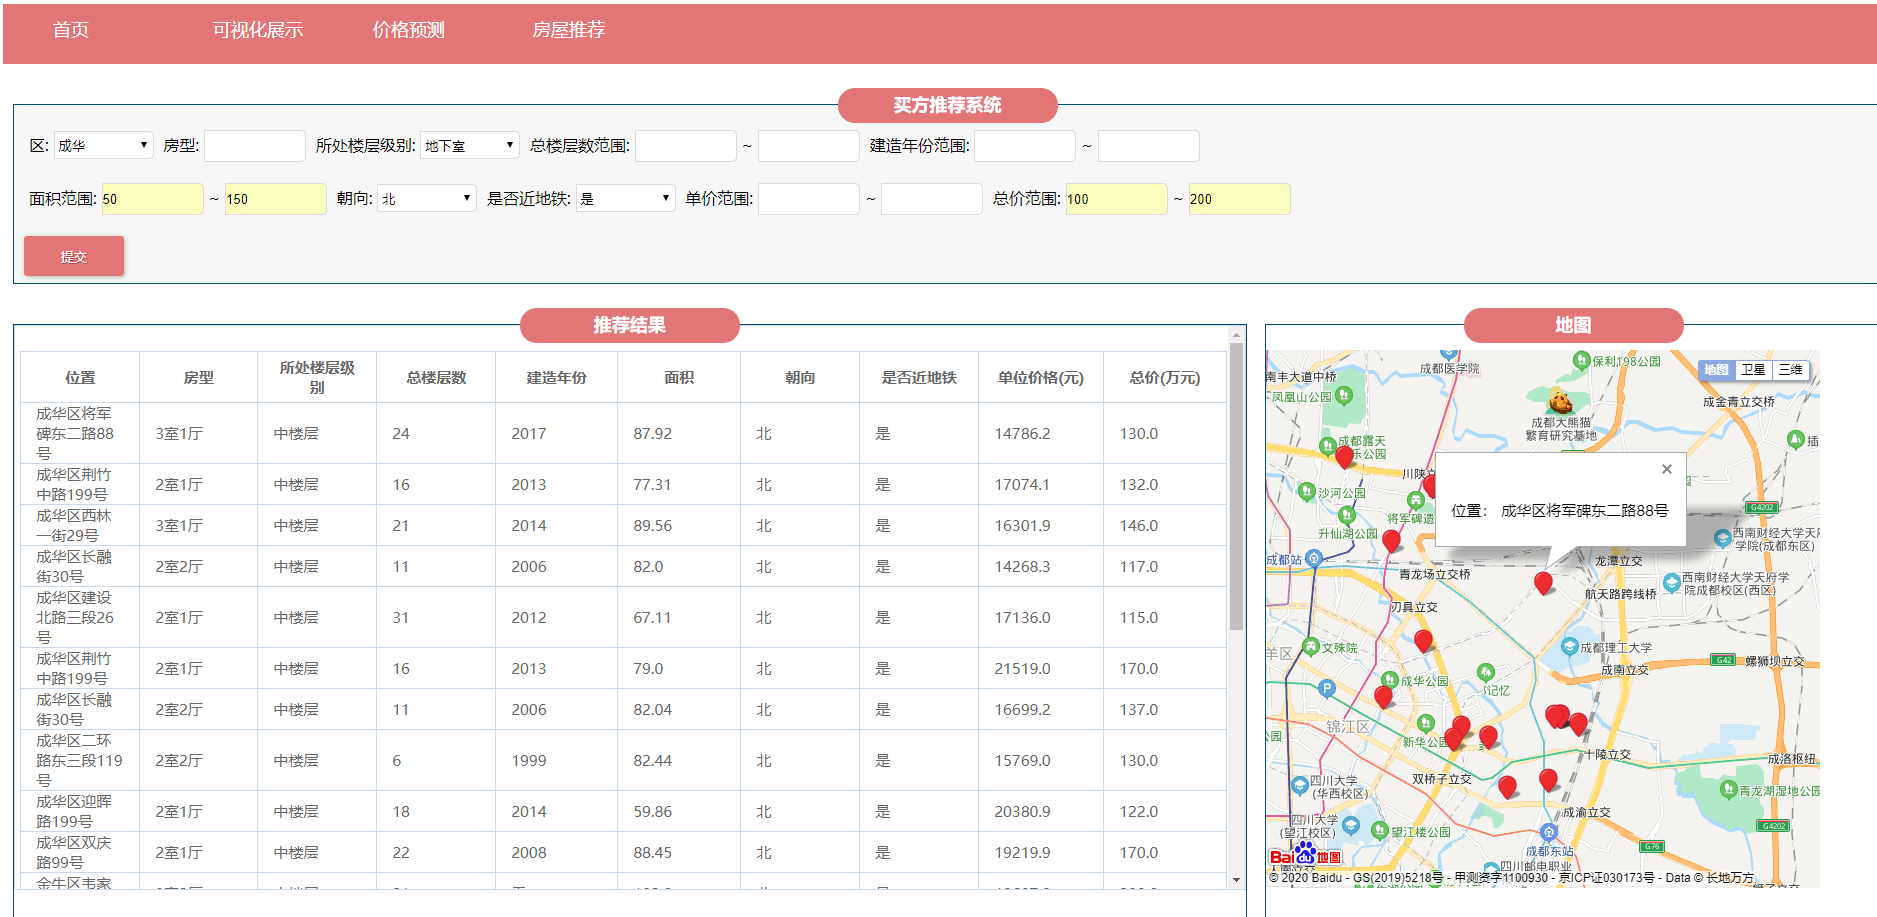 首页 可视化展示 价格预测 房屋推荐
买方推荐系统
区: 成华 房型: 所处楼层级别: 地下室 总楼层数范围: ~ 建造年份范围: ~
面积范围: 50 ~ 150 朝向: 北 是否近地铁: 是 单价范围: ~ 总价范围: 100 ~ 200
提交
推荐结果
位置 房型 所处楼层级别 总楼层数 建造年份 面积 朝向 是否近地铁 单位价格(元) 总价(万元)
成华区将军碑东二路88号 3室1厅 中楼层 24 2017 87.92 北 是 14786.2 130.0
成华区荆竹中路199号 2室1厅 中楼层 16 2013 77.31 北 是 17074.1 132.0
成华区西林一街29号 3室1厅 中楼层 21 2014 89.56 北 是 16301.9 146.0
成华区长融街30号 2室2厅 中楼层 11 2006 82.0 北 是 14268.3 117.0
成华区建设北路三段26号 2室1厅 中楼层 31 2012 67.11 北 是 17136.0 115.0
成华区荆竹中路199号 2室1厅 中楼层 16 2013 79.0 北 是 21519.0 170.0
成华区长融街30号 2室2厅 中楼层 11 2006 82.04 北 是 16699.2 137.0
成华区二环路东三段119号 2室2厅 中楼层 6 1999 82.44 北 是 15769.0 130.0
成华区迎晖路199号 2室1厅 中楼层 18 2014 59.86 北 是 20380.9 122.0
成华区双庆路99号 2室1厅 中楼层 22 2008 88.45 北 是 19219.9 170.0
金牛区韦家
地图
地图 卫星 三维
成都医学院
保利198公园
南丰大道中桥
凤凰山公园
成金青立交桥
成都大熊猫
繁育研究基地
成都露天
乐公园
插
川陕立
沙河公园
将军碑遗
升仙湖公园
位置： 成华区将军碑东二路88号
G4202
西南财经大学天府
学院(成都东区)
成都站
龙潭立交
青龙场立交桥
西南财经大学天府学
院成都校区(西区)
航天路跨线桥
刃具立交
羊区
文殊院
成都理工大学
G42
螺狮坝立交
成南立交
成华公园
记忆
P
锦江区
公园
新华公园
十陵立交
成洛枢纽
四川大学
(华西校区)
双桥子立交
青龙湖湿地公园
成渝立交
四川大学
(望江校区)
望江楼公园
G4202
成都东站
G76
Bai du 地图
四川邮电职业
© 2020 Baidu - GS(2019)5218号 - 甲测资字1100930 - 京ICP证030173号 - Data © 长地万方